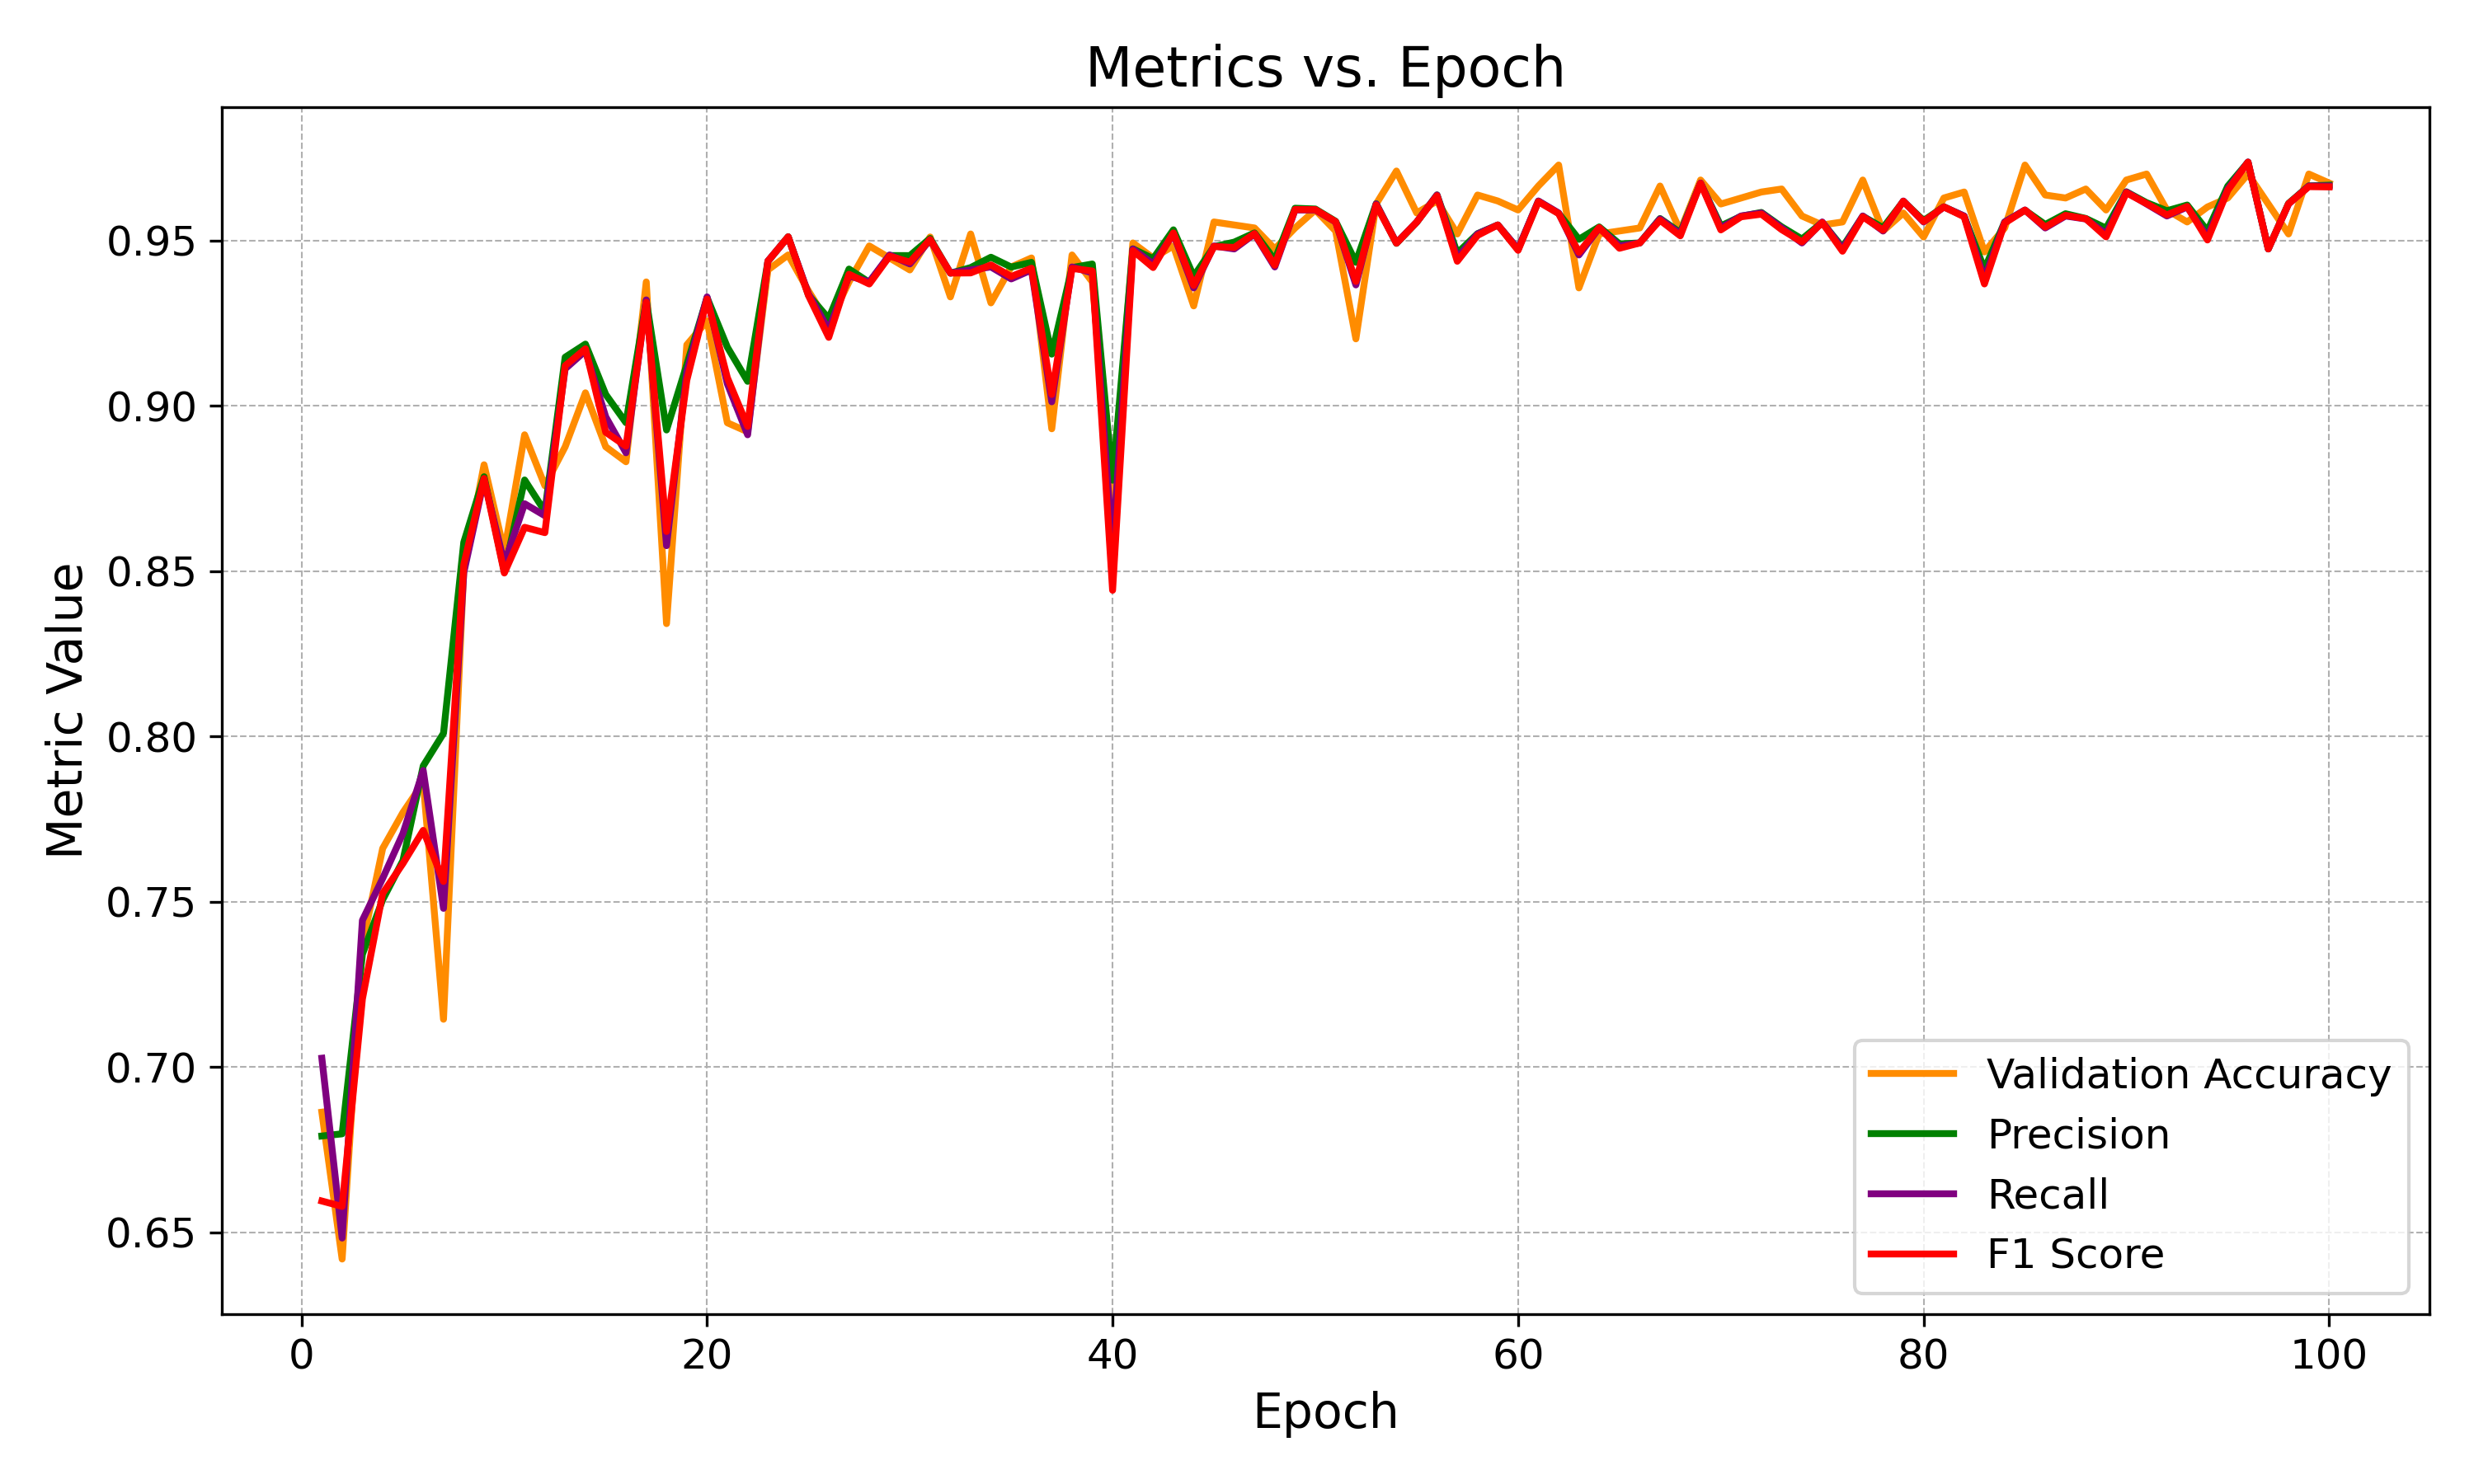 Metrics vs. Epoch
Metric Value
0.95
0.90
0.85
0.80
0.75
0.70
0.65
0 20 40 60 80 100
Epoch
Validation Accuracy
Precision
Recall
F1 Score